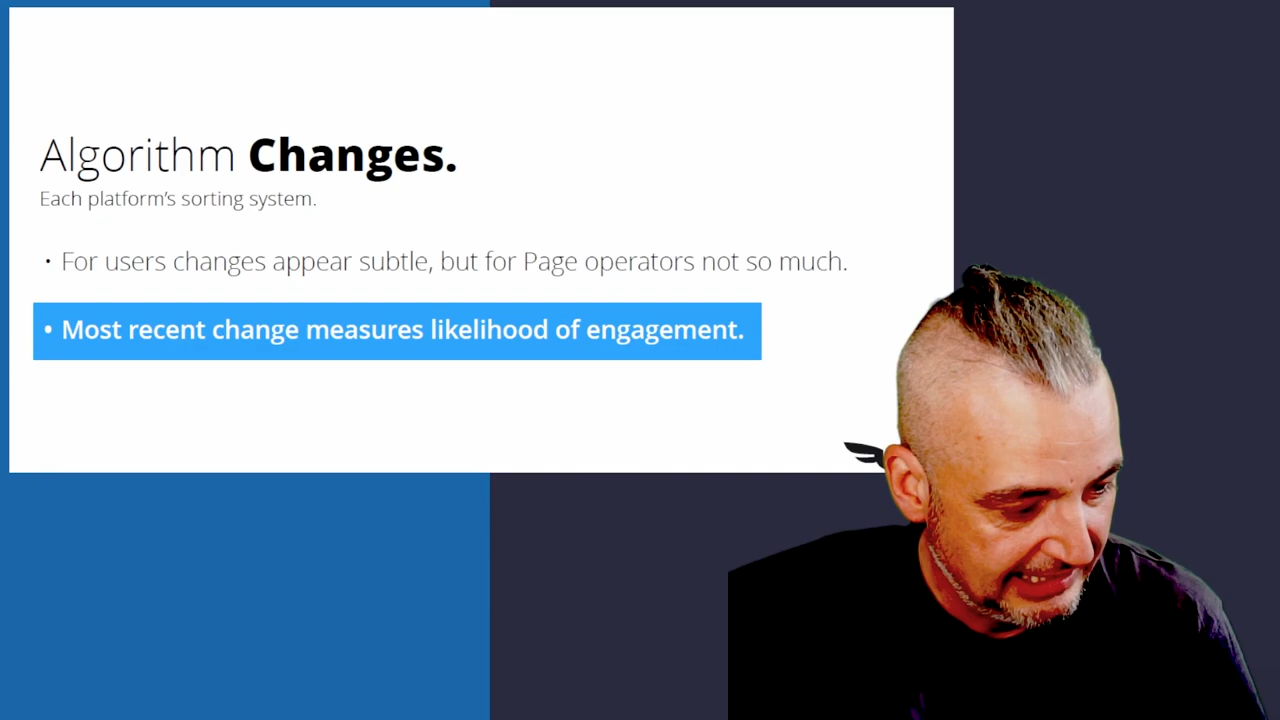 Algorithm Changes.
Each platform's sorting system.
• For users changes appear subtle, but for Page operators not so much.
• Most recent change measures likelihood of engagement.